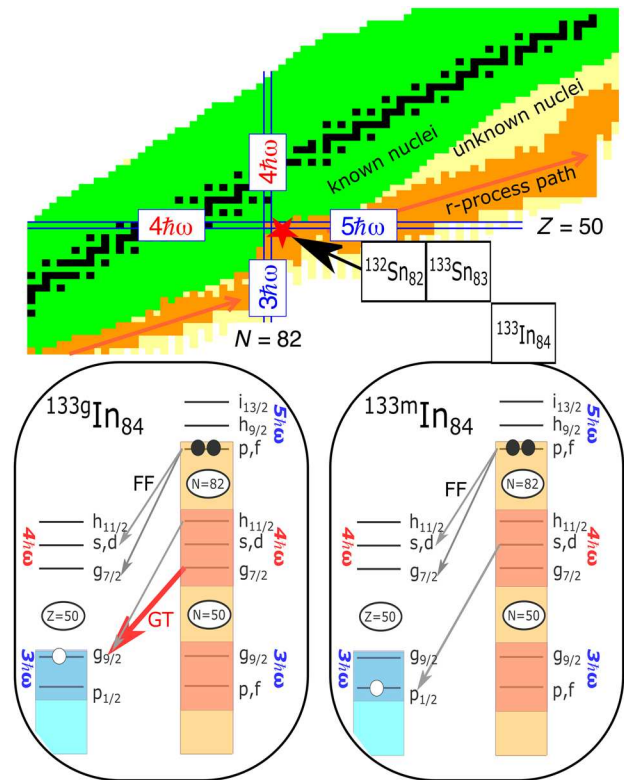 known nuclei
unknown nuclei
r-process path
4ħω
4ħω
5ħω
3ħω
Z = 50
N = 82
¹³²Sn₈₂
¹³³Sn₈₃
¹³³In₈₄
¹³³ᵍIn₈₄
i₁₃/₂
h₉/₂
p,f
5ħω
FF
N=82
h₁₁/₂
s,d
g₇/₂
4ħω
h₁₁/₂
s,d
g₇/₂
4ħω
Z=50
GT
N=50
3ħω
g₉/₂
p₁/₂
g₉/₂
p,f
3ħω
¹³³ᵐIn₈₄
i₁₃/₂
h₉/₂
p,f
5ħω
FF
N=82
h₁₁/₂
s,d
g₇/₂
4ħω
h₁₁/₂
s,d
g₇/₂
4ħω
Z=50
N=50
3ħω
g₉/₂
p₁/₂
g₉/₂
p,f
3ħω